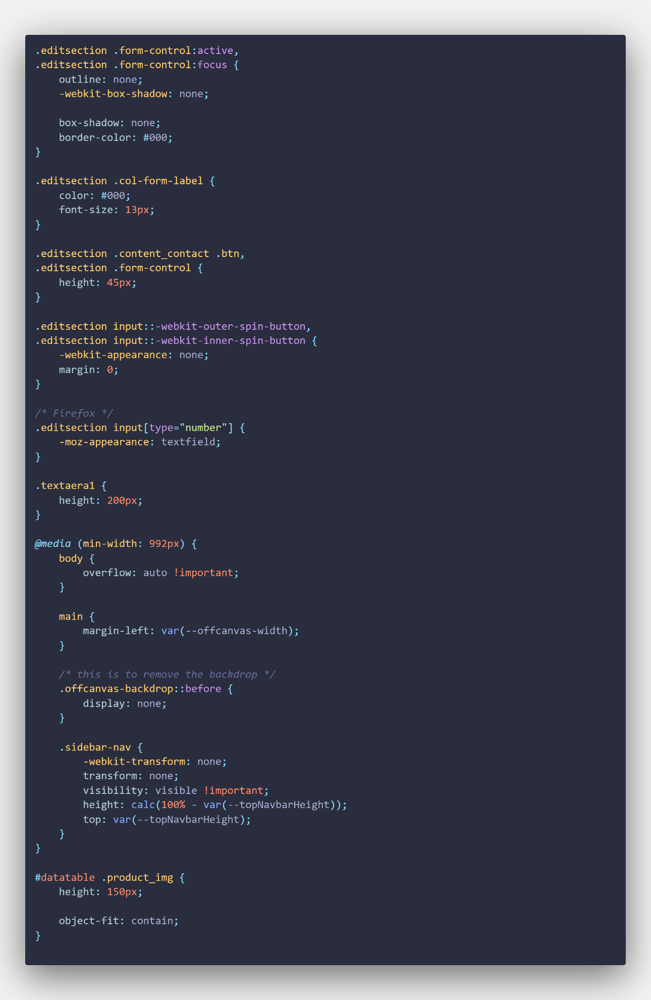 .editsection .form-control:active,
.editsection .form-control:focus {
    outline: none;
    -webkit-box-shadow: none;

    box-shadow: none;
    border-color: #000;
}

.editsection .col-form-label {
    color: #000;
    font-size: 13px;
}

.editsection .content_contact .btn,
.editsection .form-control {
    height: 45px;
}

.editsection input::-webkit-outer-spin-button,
.editsection input::-webkit-inner-spin-button {
    -webkit-appearance: none;
    margin: 0;
}

/* Firefox */
.editsection input[type="number"] {
    -moz-appearance: textfield;
}

.textaera1 {
    height: 200px;
}

@media (min-width: 992px) {
    body {
        overflow: auto !important;
    }

    main {
        margin-left: var(--offcanvas-width);
    }

    /* this is to remove the backdrop */
    .offcanvas-backdrop::before {
        display: none;
    }

    .sidebar-nav {
        -webkit-transform: none;
        transform: none;
        visibility: visible !important;
        height: calc(100% - var(--topNavbarHeight));
        top: var(--topNavbarHeight);
    }
}

#datatable .product_img {
    height: 150px;

    object-fit: contain;
}